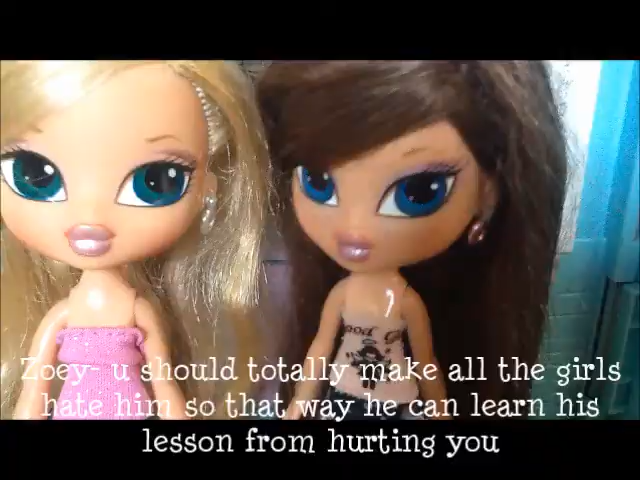 ood G
Zoey- u should totally make all the girls
hate him so that way he can learn his
lesson from hurting you